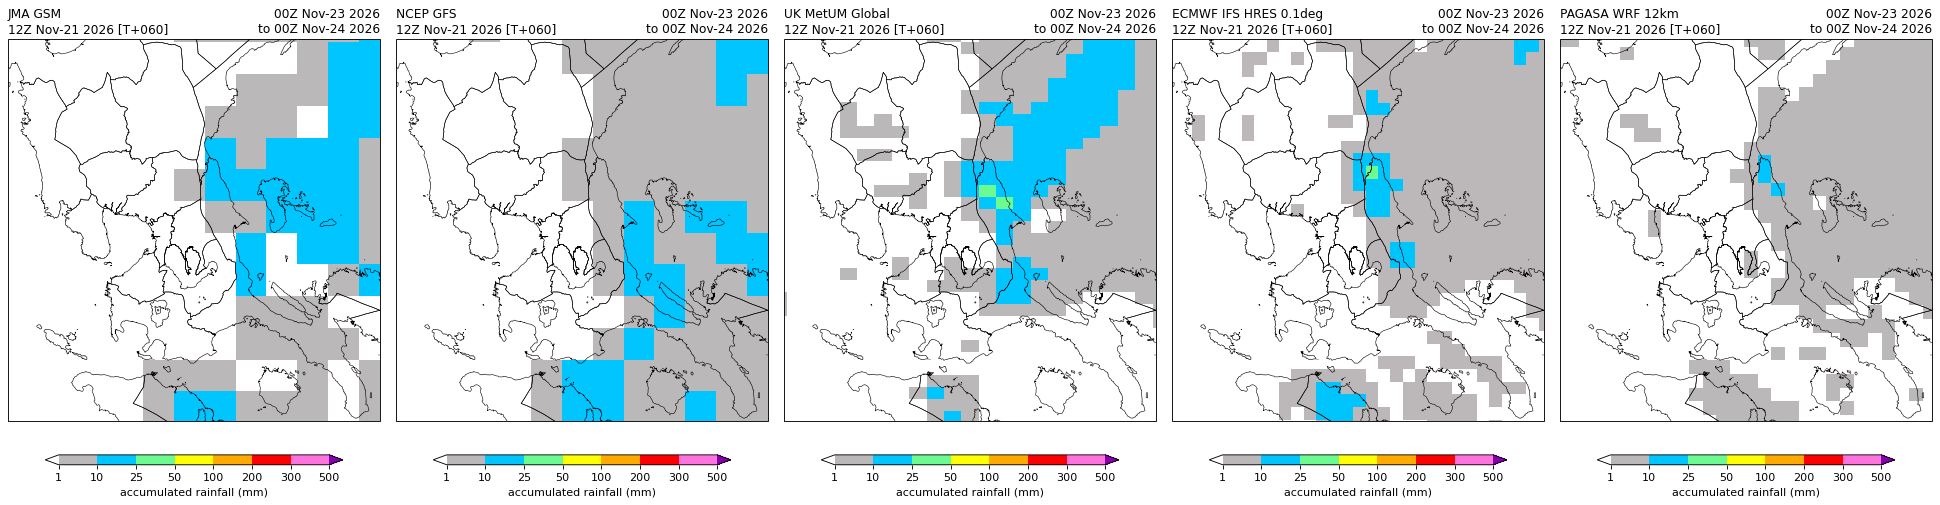 JMA GSM
00Z Nov-23 2026
12Z Nov-21 2026 [T+060]
to 00Z Nov-24 2026
1 10 25 50 100 200 300 500
accumulated rainfall (mm)
NCEP GFS
00Z Nov-23 2026
12Z Nov-21 2026 [T+060]
to 00Z Nov-24 2026
1 10 25 50 100 200 300 500
accumulated rainfall (mm)
UK MetUM Global
00Z Nov-23 2026
12Z Nov-21 2026 [T+060]
to 00Z Nov-24 2026
1 10 25 50 100 200 300 500
accumulated rainfall (mm)
ECMWF IFS HRES 0.1deg
00Z Nov-23 2026
12Z Nov-21 2026 [T+060]
to 00Z Nov-24 2026
1 10 25 50 100 200 300 500
accumulated rainfall (mm)
PAGASA WRF 12km
00Z Nov-23 2026
12Z Nov-21 2026 [T+060]
to 00Z Nov-24 2026
1 10 25 50 100 200 300 500
accumulated rainfall (mm)